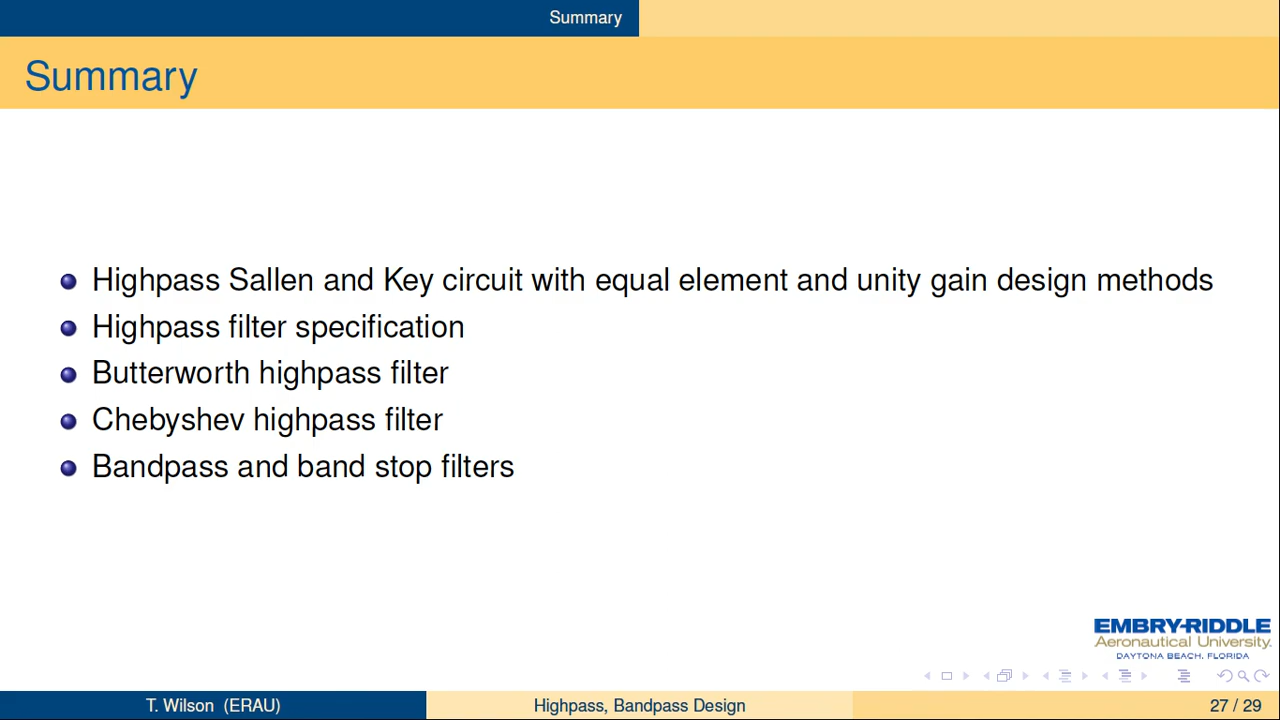 Summary
Summary
Highpass Sallen and Key circuit with equal element and unity gain design methods
Highpass filter specification
Butterworth highpass filter
Chebyshev highpass filter
Bandpass and band stop filters
EMBRY-RIDDLE
Aeronautical University.
DAYTONA BEACH, FLORIDA
T. Wilson (ERAU)
Highpass, Bandpass Design
27 / 29